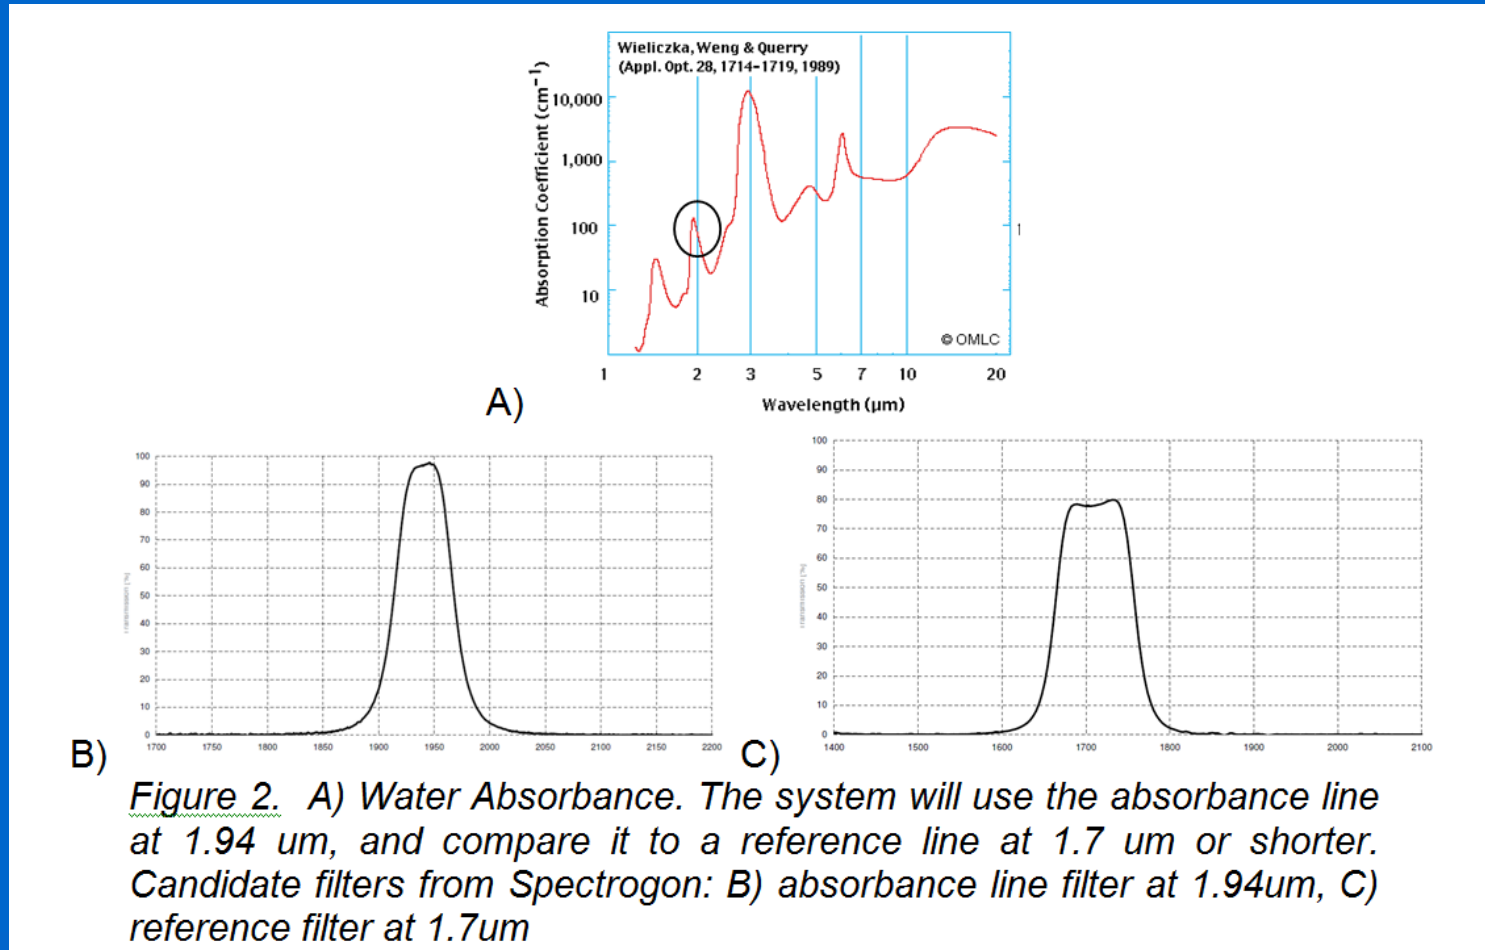 Wieliczka, Weng & Querry
(Appl. Opt. 28, 1714-1719, 1989)
Absorption Coefficient (cm⁻¹)
10,000
1,000
100
10
1
© OMLC
1 2 3 5 7 10 20
Wavelength (µm)
A)
100
90
80
70
60
50
40
30
20
10
0
1700 1750 1800 1850 1900 1950 2000 2050 2100 2150 2200
B)
100
90
80
70
60
50
40
30
20
10
0
1400 1500 1600 1700 1800 1900 2000 2100
C)
Figure 2. A) Water Absorbance. The system will use the absorbance line
at 1.94 um, and compare it to a reference line at 1.7 um or shorter.
Candidate filters from Spectrogon: B) absorbance line filter at 1.94um, C)
reference filter at 1.7um